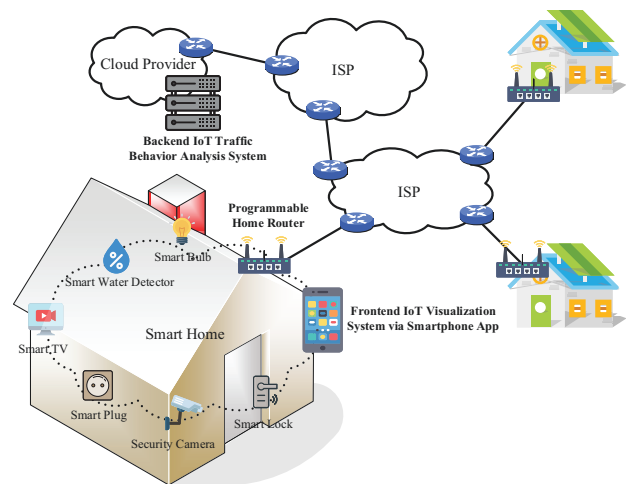 Cloud Provider
ISP
Backend IoT Traffic
Behavior Analysis System
ISP
Programmable
Home Router
Smart Bulb
Smart Water Detector
Frontend IoT Visualization
System via Smartphone App
Smart Home
Smart TV
Smart Plug
Smart Lock
Security Camera